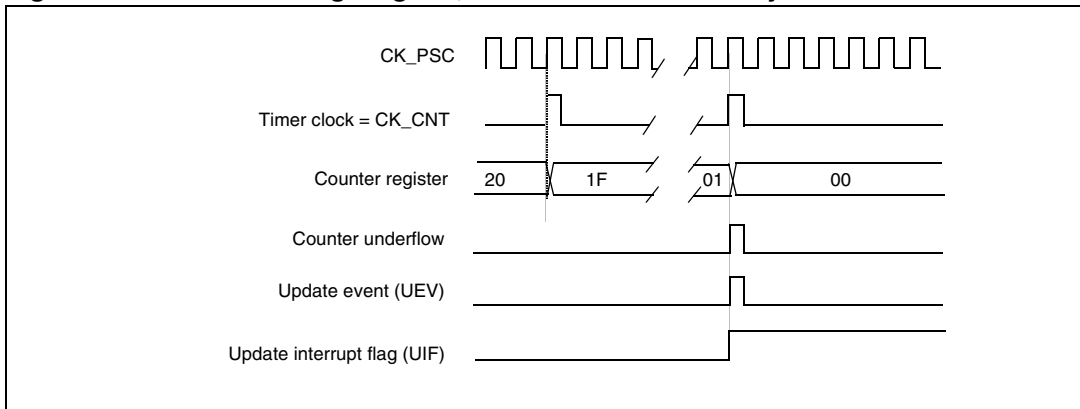 CK_PSC
Timer clock = CK_CNT
Counter register 20 1F 01 00
Counter underflow
Update event (UEV)
Update interrupt flag (UIF)